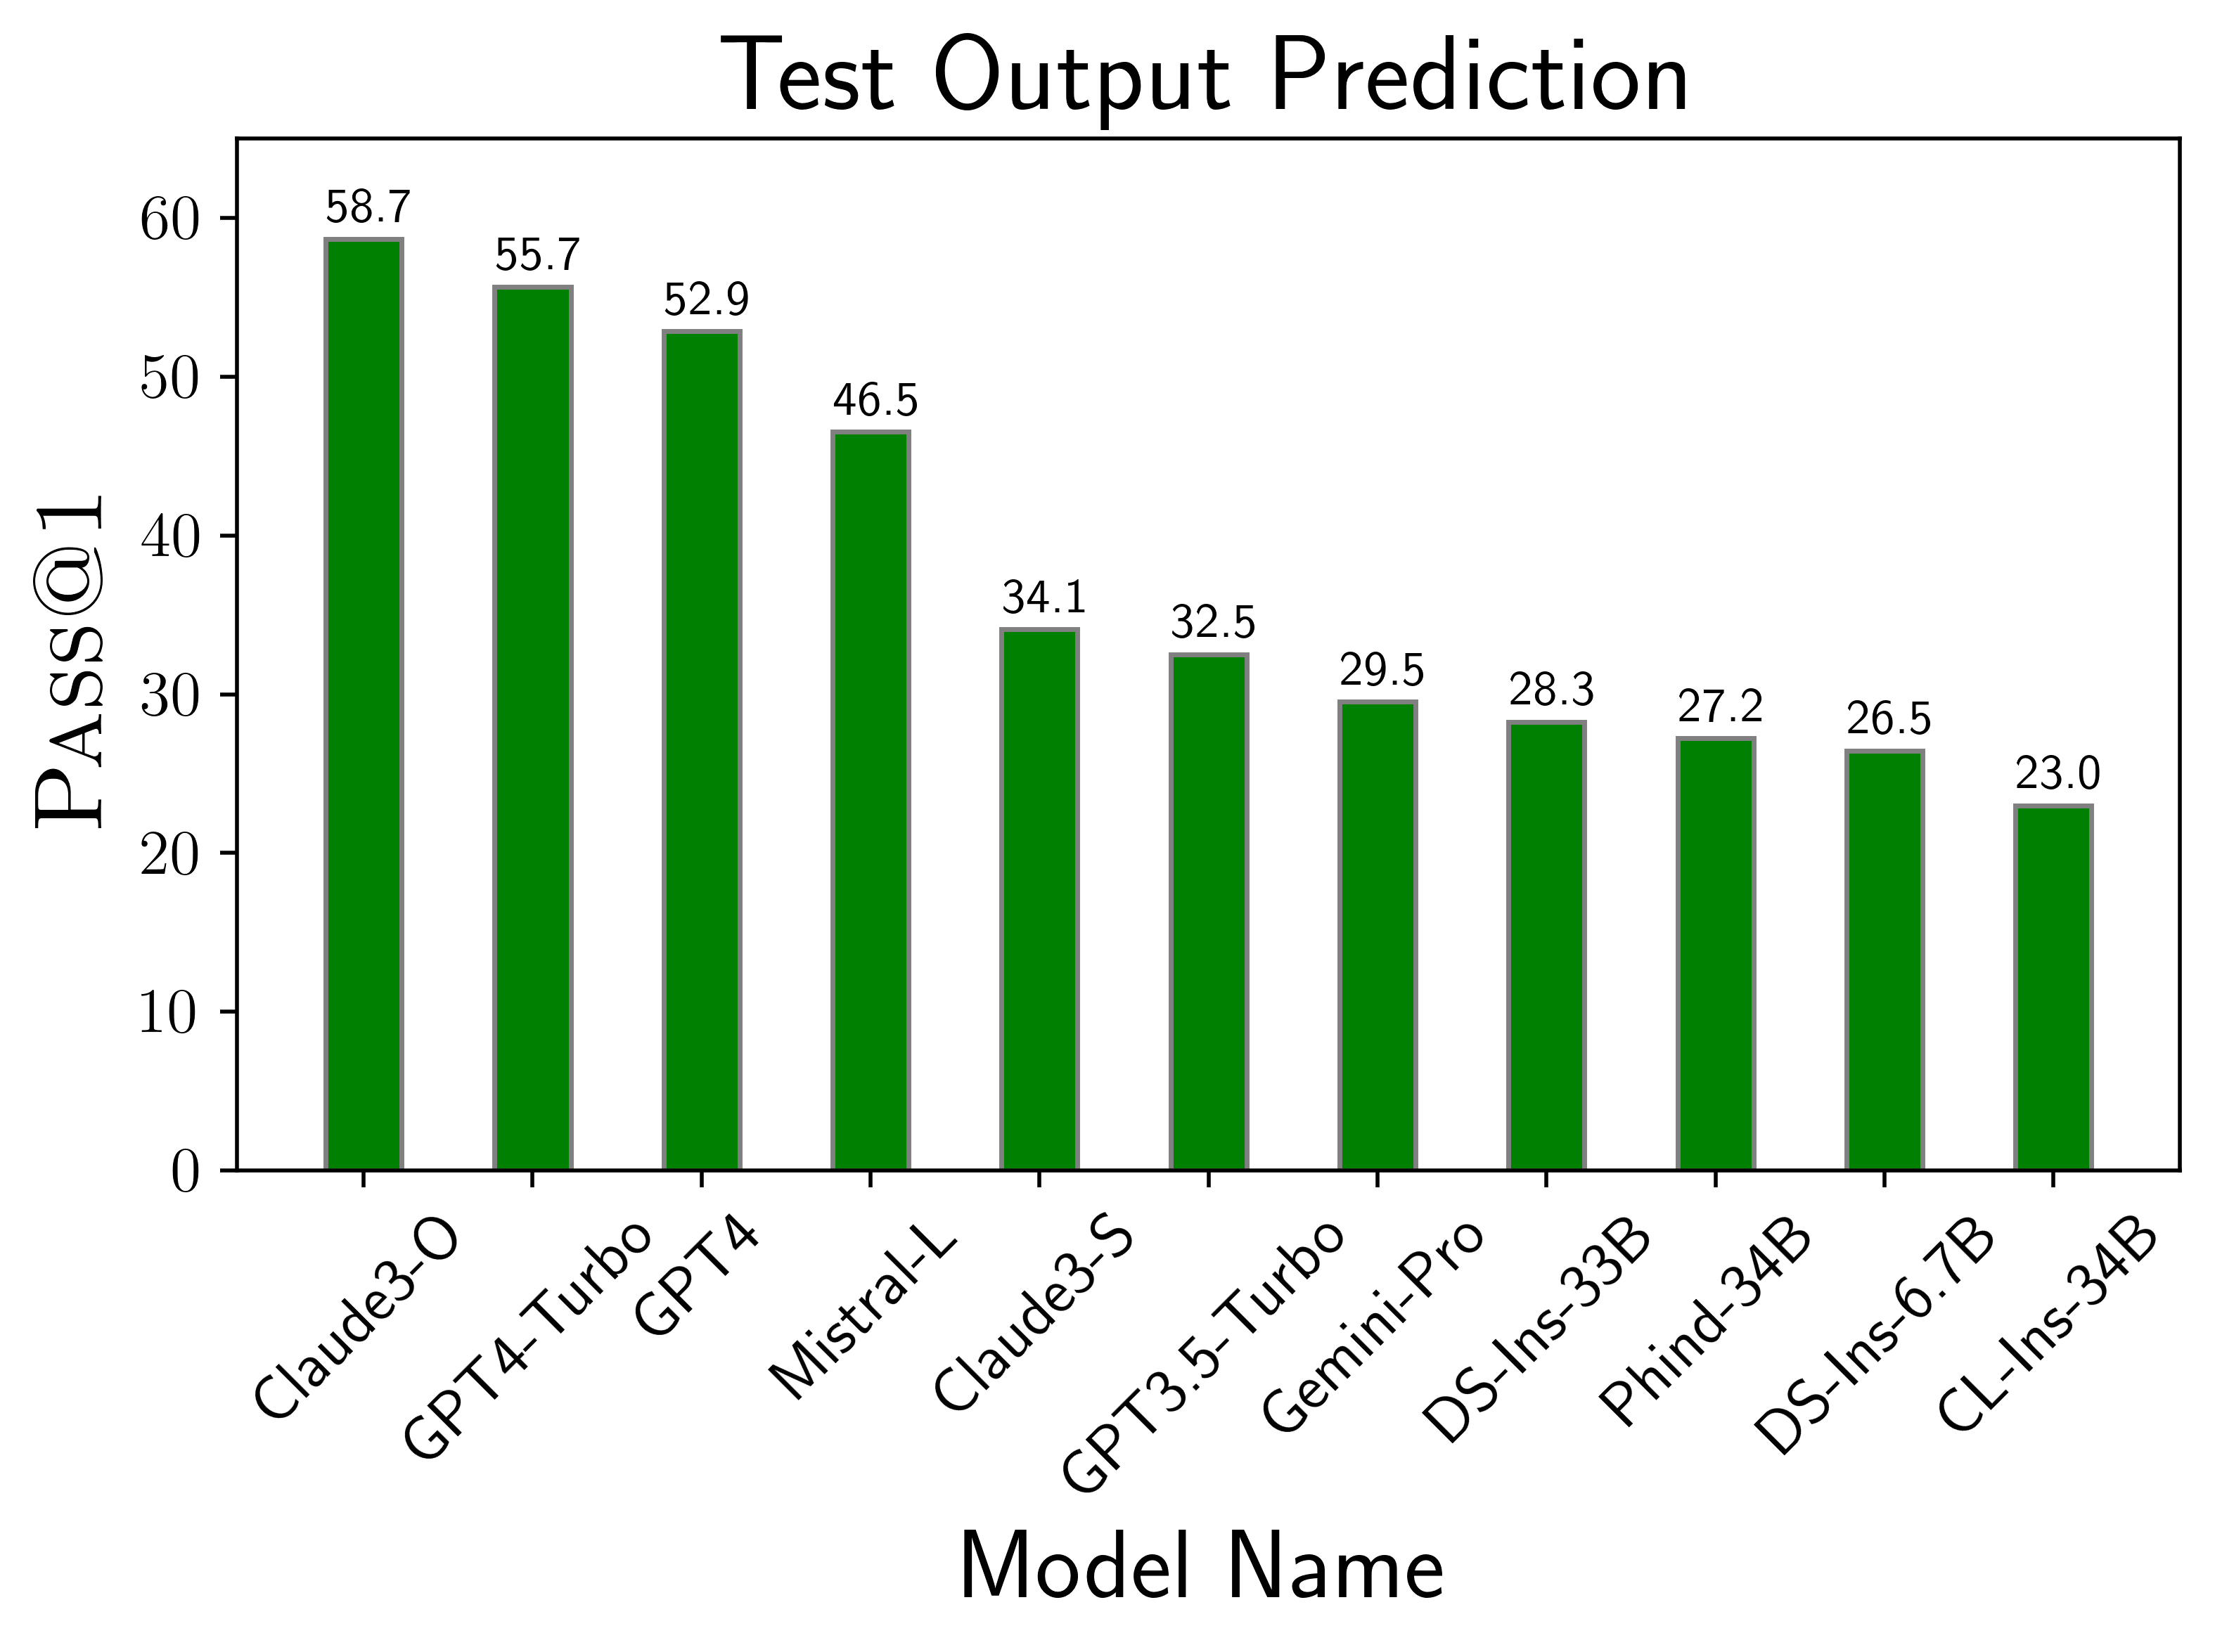 Test Output Prediction
Pass@1
60
50
40
30
20
10
0
58.7
55.7
52.9
46.5
34.1
32.5
29.5
28.3
27.2
26.5
23.0
Claude3-O
GPT4-Turbo
GPT4
Mistral-L
Claude3-S
GPT3.5-Turbo
Gemini-Pro
DS-Ins-33B
Phind-34B
DS-Ins-6.7B
CL-Ins-34B
Model Name